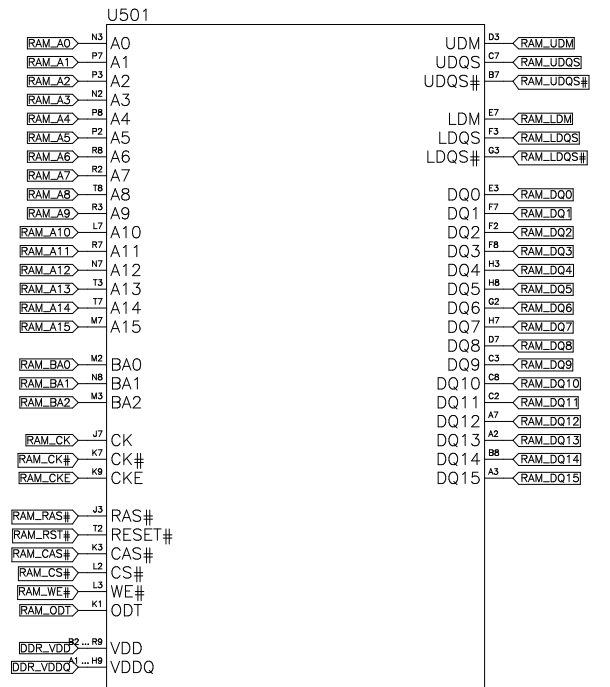 U501
RAM_A0 N3 A0 UDM D3 RAM_UDM
RAM_A1 P7 A1 UDQS C7 RAM_UDQS
RAM_A2 P3 A2 UDQS# B7 RAM_UDQS#
RAM_A3 N2 A3
RAM_A4 P8 A4 LDM E7 RAM_LDM
RAM_A5 P2 A5 LDQS F3 RAM_LDQS
RAM_A6 R8 A6 LDQS# G3 RAM_LDQS#
RAM_A7 R2 A7
RAM_A8 T8 A8 DQ0 E3 RAM_DQ0
RAM_A9 R3 A9 DQ1 F7 RAM_DQ1
RAM_A10 L7 A10 DQ2 F2 RAM_DQ2
RAM_A11 R7 A11 DQ3 F8 RAM_DQ3
RAM_A12 N7 A12 DQ4 H3 RAM_DQ4
RAM_A13 T3 A13 DQ5 H8 RAM_DQ5
RAM_A14 T7 A14 DQ6 G2 RAM_DQ6
RAM_A15 M7 A15 DQ7 H7 RAM_DQ7
DQ8 D7 RAM_DQ8
RAM_BA0 M2 BA0 DQ9 C3 RAM_DQ9
RAM_BA1 N8 BA1 DQ10 C8 RAM_DQ10
RAM_BA2 M3 BA2 DQ11 C2 RAM_DQ11
DQ12 A7 RAM_DQ12
RAM_CK J7 CK DQ13 A2 RAM_DQ13
RAM_CK# K7 CK# DQ14 B8 RAM_DQ14
RAM_CKE K9 CKE DQ15 A3 RAM_DQ15
RAM_RAS# J3 RAS#
RAM_RST# T2 RESET#
RAM_CAS# K3 CAS#
RAM_CS# L2 CS#
RAM_WE# L3 WE#
RAM_ODT K1 ODT
DDR_VDD B2 ... R9 VDD
DDR_VDDQ A1 ... H9 VDDQ